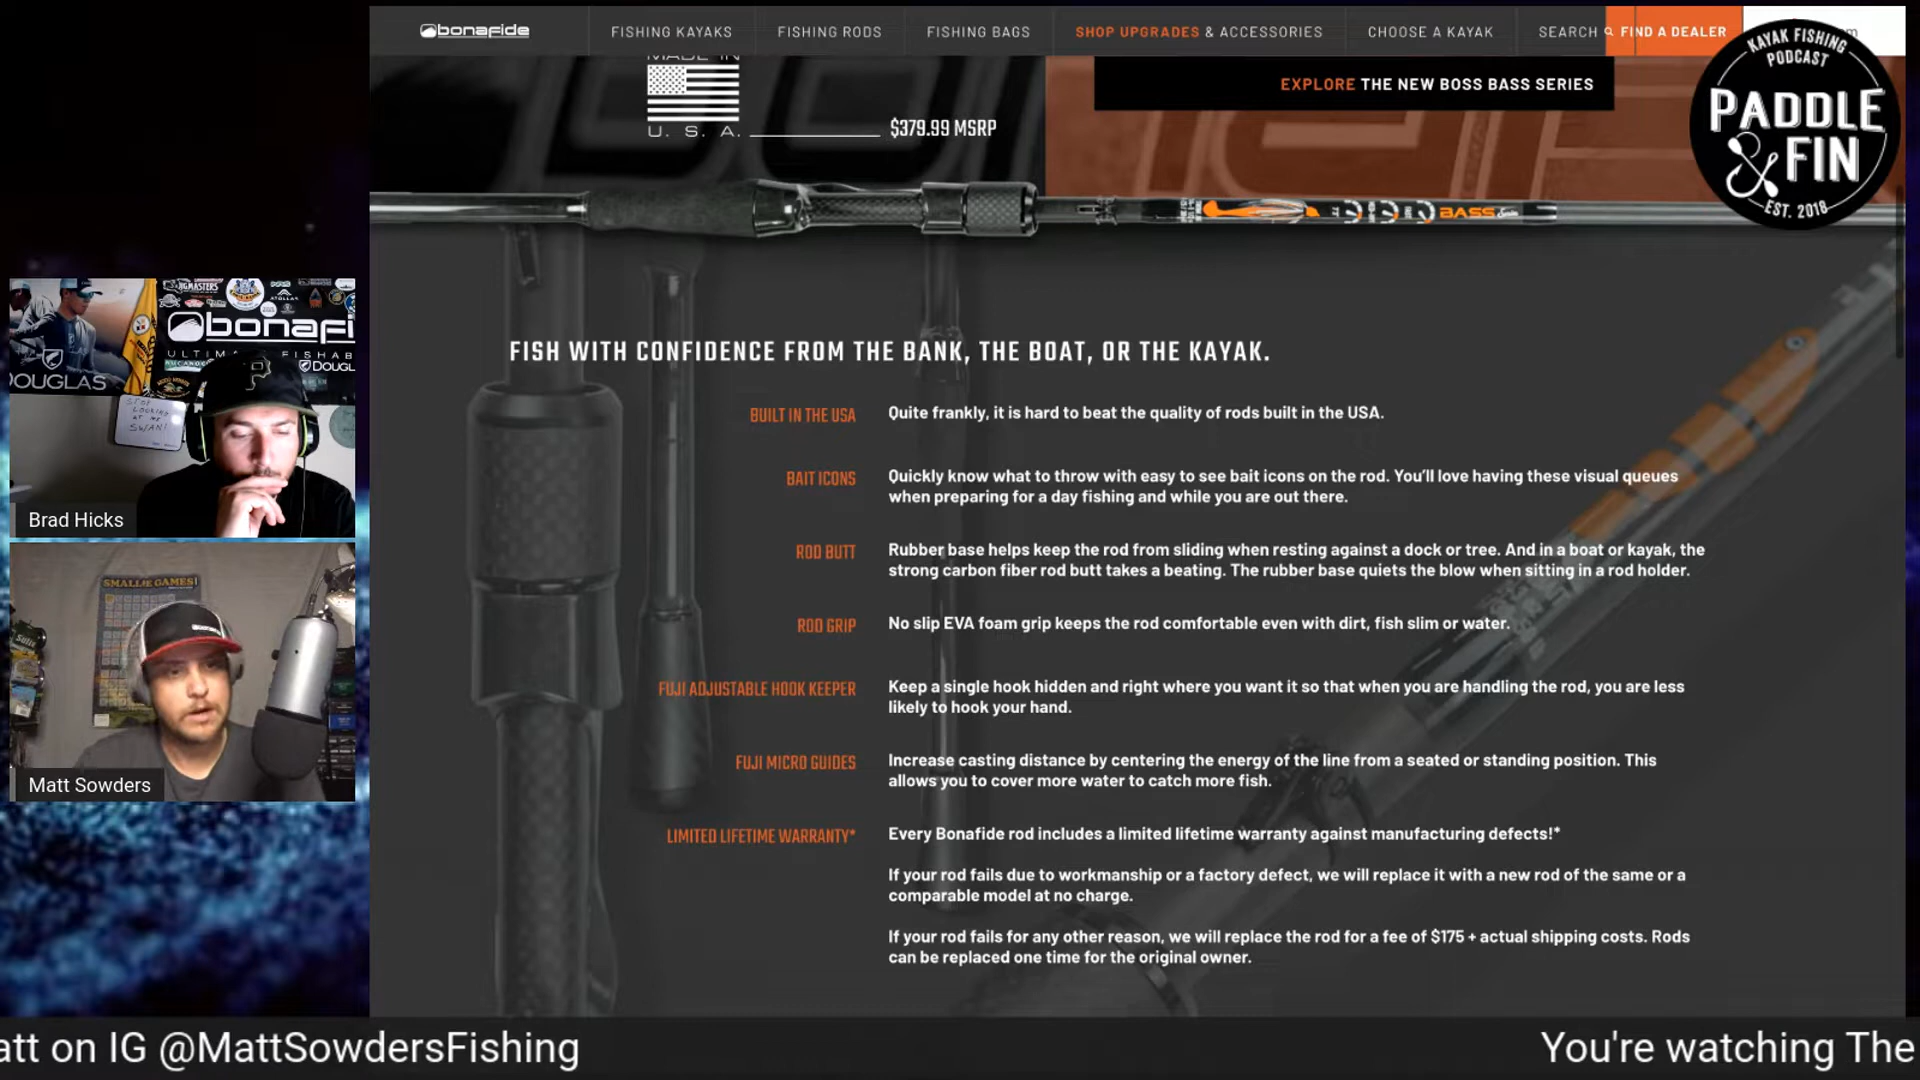 bonafide
FISHING KAYAKS
FISHING RODS
FISHING BAGS
SHOP UPGRADES & ACCESSORIES
CHOOSE A KAYAK
SEARCH
FIND A DEALER
KAYAK FISHING
PODCAST
PADDLE
& FIN
EST. 2018
MADE IN
U. S. A.
$379.99 MSRP
EXPLORE THE NEW BOSS BASS SERIES
BASS Series
FISH WITH CONFIDENCE FROM THE BANK, THE BOAT, OR THE KAYAK.
BUILT IN THE USA
Quite frankly, it is hard to beat the quality of rods built in the USA.
BAIT ICONS
Quickly know what to throw with easy to see bait icons on the rod. You'll love having these visual queues
when preparing for a day fishing and while you are out there.
ROD BUTT
Rubber base helps keep the rod from sliding when resting against a dock or tree. And in a boat or kayak, the
strong carbon fiber rod butt takes a beating. The rubber base quiets the blow when sitting in a rod holder.
ROD GRIP
No slip EVA foam grip keeps the rod comfortable even with dirt, fish slim or water.
FUJI ADJUSTABLE HOOK KEEPER
Keep a single hook hidden and right where you want it so that when you are handling the rod, you are less
likely to hook your hand.
FUJI MICRO GUIDES
Increase casting distance by centering the energy of the line from a seated or standing position. This
allows you to cover more water to catch more fish.
LIMITED LIFETIME WARRANTY*
Every Bonafide rod includes a limited lifetime warranty against manufacturing defects!*
If your rod fails due to workmanship or a factory defect, we will replace it with a new rod of the same or a
comparable model at no charge.
If your rod fails for any other reason, we will replace the rod for a fee of $175 + actual shipping costs. Rods
can be replaced one time for the original owner.
bonafi
ULTIM FISHAB
DOUGLAS
DOUGL
STOP
LOOKING
AT ME
SWAN!
P
Brad Hicks
SMALLIE GAMES!
Matt Sowders
att on IG @MattSowdersFishing
You're watching The